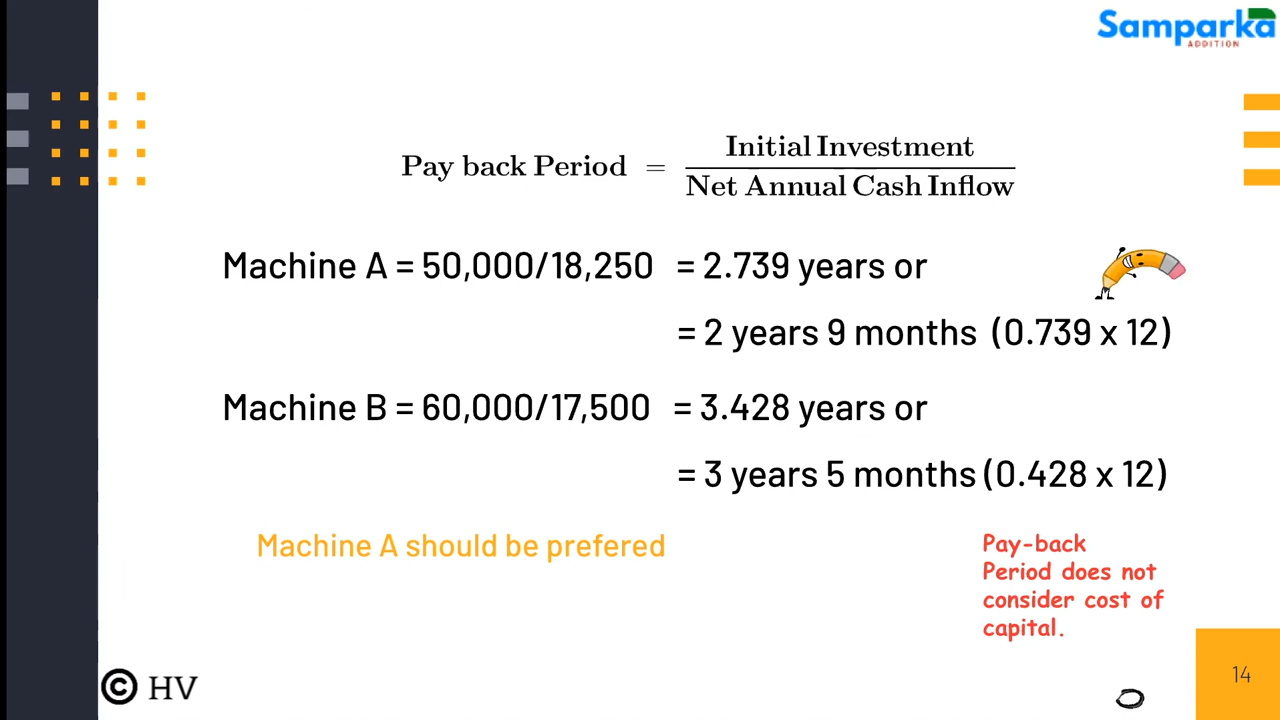 Samparka
ADDITION
Pay back Period = Initial Investment / Net Annual Cash Inflow
Machine A = 50,000/18,250 = 2.739 years or
= 2 years 9 months (0.739 x 12)
Machine B = 60,000/17,500 = 3.428 years or
= 3 years 5 months (0.428 x 12)
Machine A should be prefered
Pay-back
Period does not
consider cost of
capital.
© HV
14